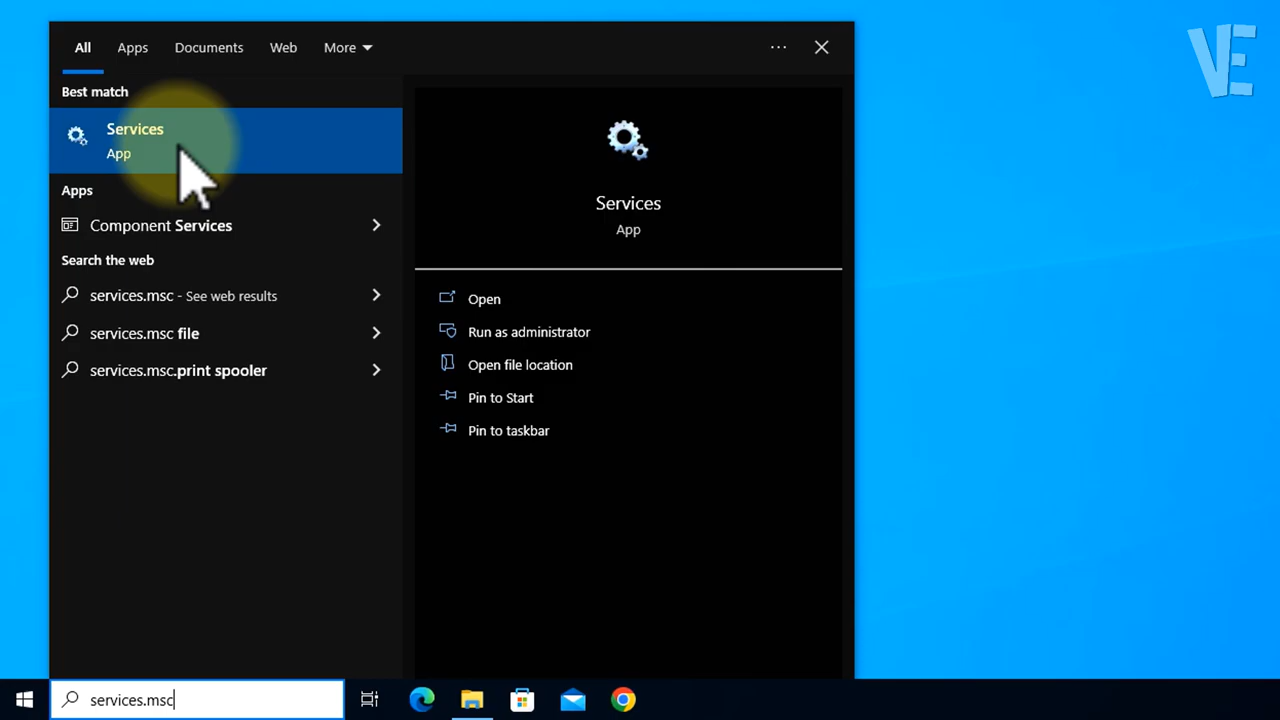 All Apps Documents Web More
VE
Best match
Services
App
Apps
Component Services
Search the web
services.msc - See web results
services.msc file
services.msc.print spooler
Services
App
Open
Run as administrator
Open file location
Pin to Start
Pin to taskbar
services.msc